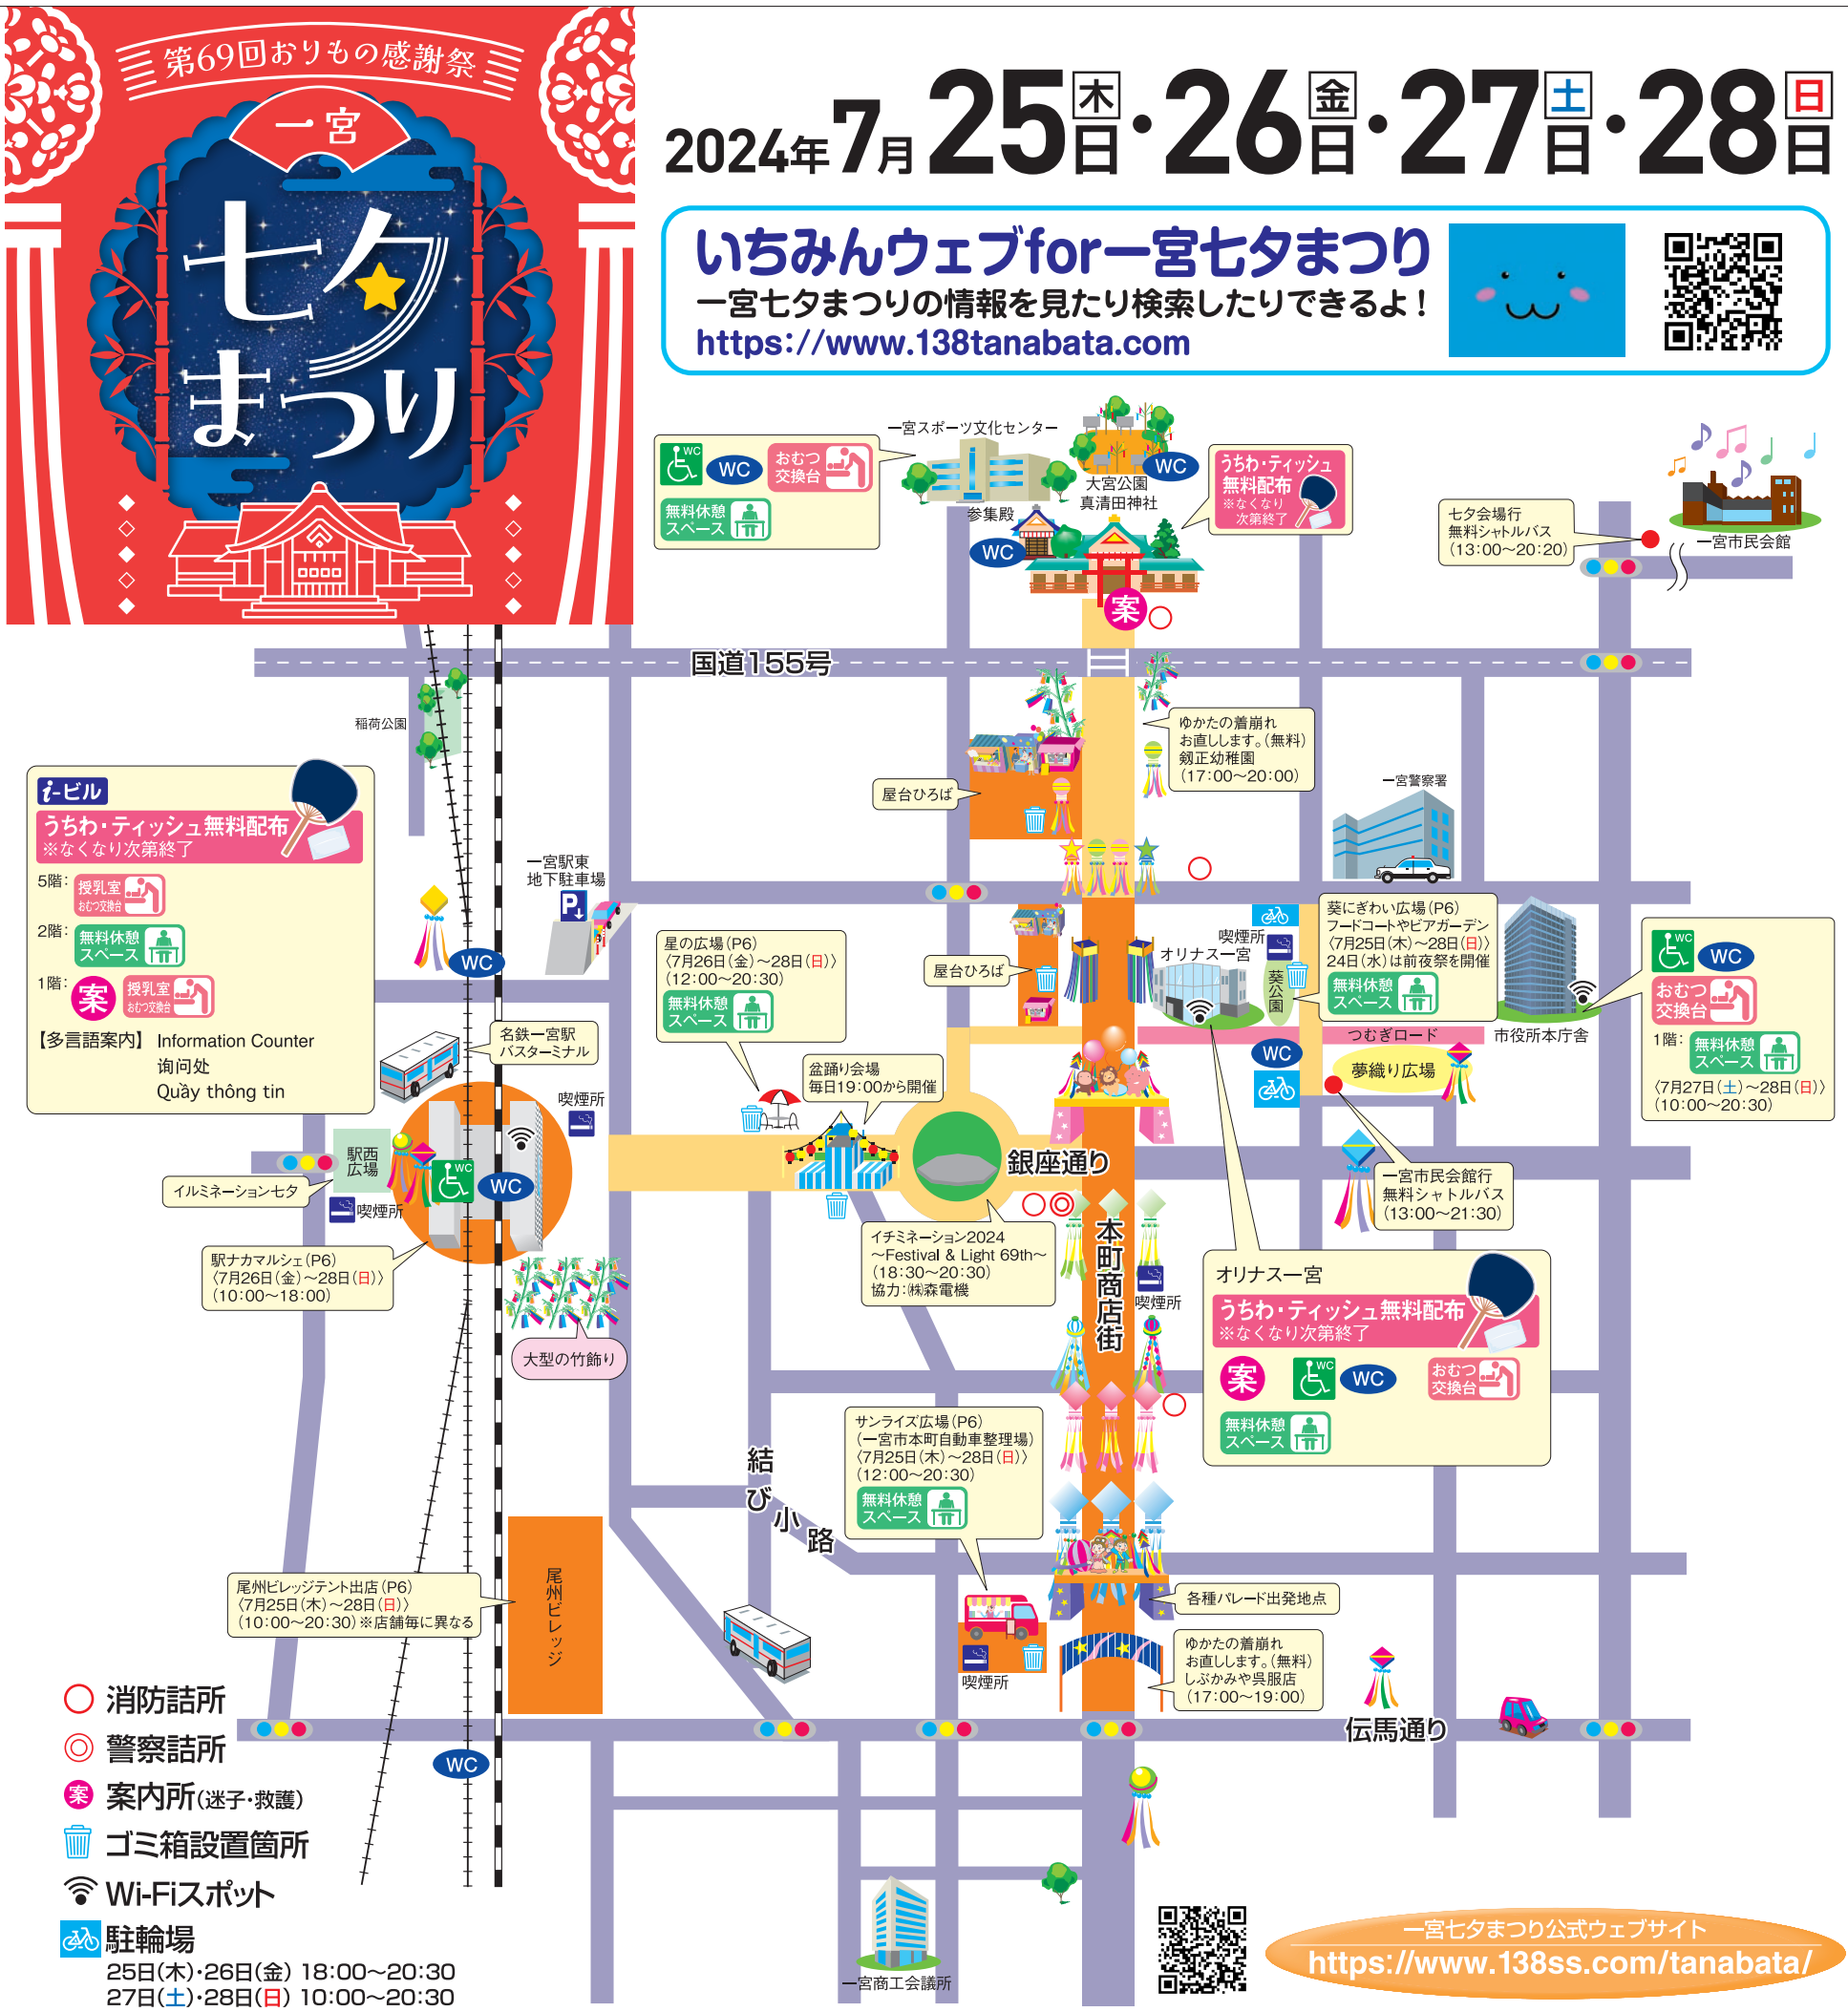 第69回おりもの感謝祭
一宮
七夕
まつり
2024年7月25日木・26日金・27日土・28日日
いちみんウェブfor一宮七夕まつり
一宮七夕まつりの情報を見たり検索したりできるよ！
https://www.138tanabata.com
一宮スポーツ文化センター
WC
WC
おむつ
交換台
無料休憩
スペース
WC
大宮公園
真清田神社
参集殿
WC
うちわ・ティッシュ
無料配布
※なくなり
次第終了
七夕会場行
無料シャトルバス
(13:00〜20:20)
一宮市民会館
案
国道155号
稲荷公園
ゆかたの着崩れ
お直しします。(無料)
剱正幼稚園
(17:00〜20:00)
屋台ひろば
一宮警察署
i-ビル
うちわ・ティッシュ無料配布
※なくなり次第終了
5階：
授乳室
おむつ交換台
2階：
無料休憩
スペース
1階：
案
授乳室
おむつ交換台
【多言語案内】 Information Counter
询问处
Quầy thông tin
一宮駅東
地下駐車場
P
WC
星の広場(P6)
〈7月26日(金)〜28日(日)〉
(12:00〜20:30)
無料休憩
スペース
屋台ひろば
オリナス一宮
喫煙所
葵公園
葵にぎわい広場(P6)
フードコートやビアガーデン
〈7月25日(木)〜28日(日)〉
24日(水)は前夜祭を開催
無料休憩
スペース
市役所本庁舎
WC
WC
おむつ
交換台
1階：
無料休憩
スペース
〈7月27日(土)〜28日(日)〉
(10:00〜20:30)
つむぎロード
WC
夢織り広場
名鉄一宮駅
バスターミナル
喫煙所
盆踊り会場
毎日19:00から開催
駅西
広場
WC
WC
イルミネーション七夕
喫煙所
銀座通り
一宮市民会館行
無料シャトルバス
(13:00〜21:30)
駅ナカマルシェ(P6)
〈7月26日(金)〜28日(日)〉
(10:00〜18:00)
イチミネーション2024
〜Festival & Light 69th〜
(18:30〜20:30)
協力：㈱森電機
本町商店街
喫煙所
大型の竹飾り
オリナス一宮
うちわ・ティッシュ無料配布
※なくなり次第終了
案
WC
WC
おむつ
交換台
無料休憩
スペース
サンライズ広場(P6)
(一宮市本町自動車整理場)
〈7月25日(木)〜28日(日)〉
(12:00〜20:30)
無料休憩
スペース
結び小路
尾州ビレッジテント出店(P6)
〈7月25日(木)〜28日(日)〉
(10:00〜20:30)※店舗毎に異なる
尾州ビレッジ
各種パレード出発地点
喫煙所
ゆかたの着崩れ
お直しします。(無料)
しぶかみや呉服店
(17:00〜19:00)
伝馬通り
WC
消防詰所
警察詰所
案 案内所(迷子・救護)
ゴミ箱設置箇所
Wi-Fiスポット
駐輪場
25日(木)・26日(金) 18:00〜20:30
27日(土)・28日(日) 10:00〜20:30
一宮商工会議所
一宮七夕まつり公式ウェブサイト
https://www.138ss.com/tanabata/